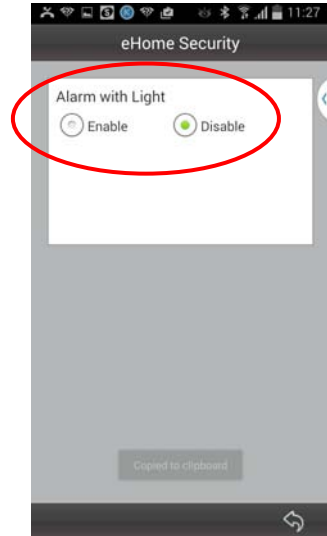 11:27
eHome Security
Alarm with Light
Enable Disable
Copied to clipboard